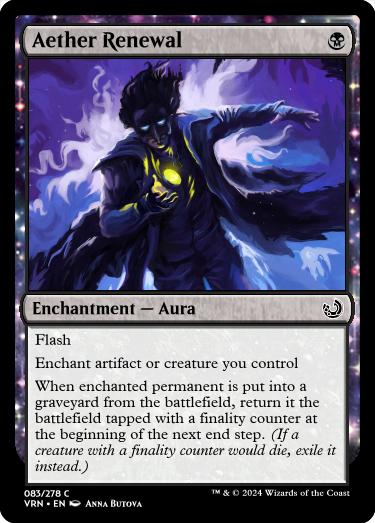 Aether Renewal
Enchantment — Aura
Flash
Enchant artifact or creature you control
When enchanted permanent is put into a
graveyard from the battlefield, return it the
battlefield tapped with a finality counter at
the beginning of the next end step. (If a
creature with a finality counter would die, exile it
instead.)
083/278 C
VRN • EN Anna Butova
™ & © 2024 Wizards of the Coast